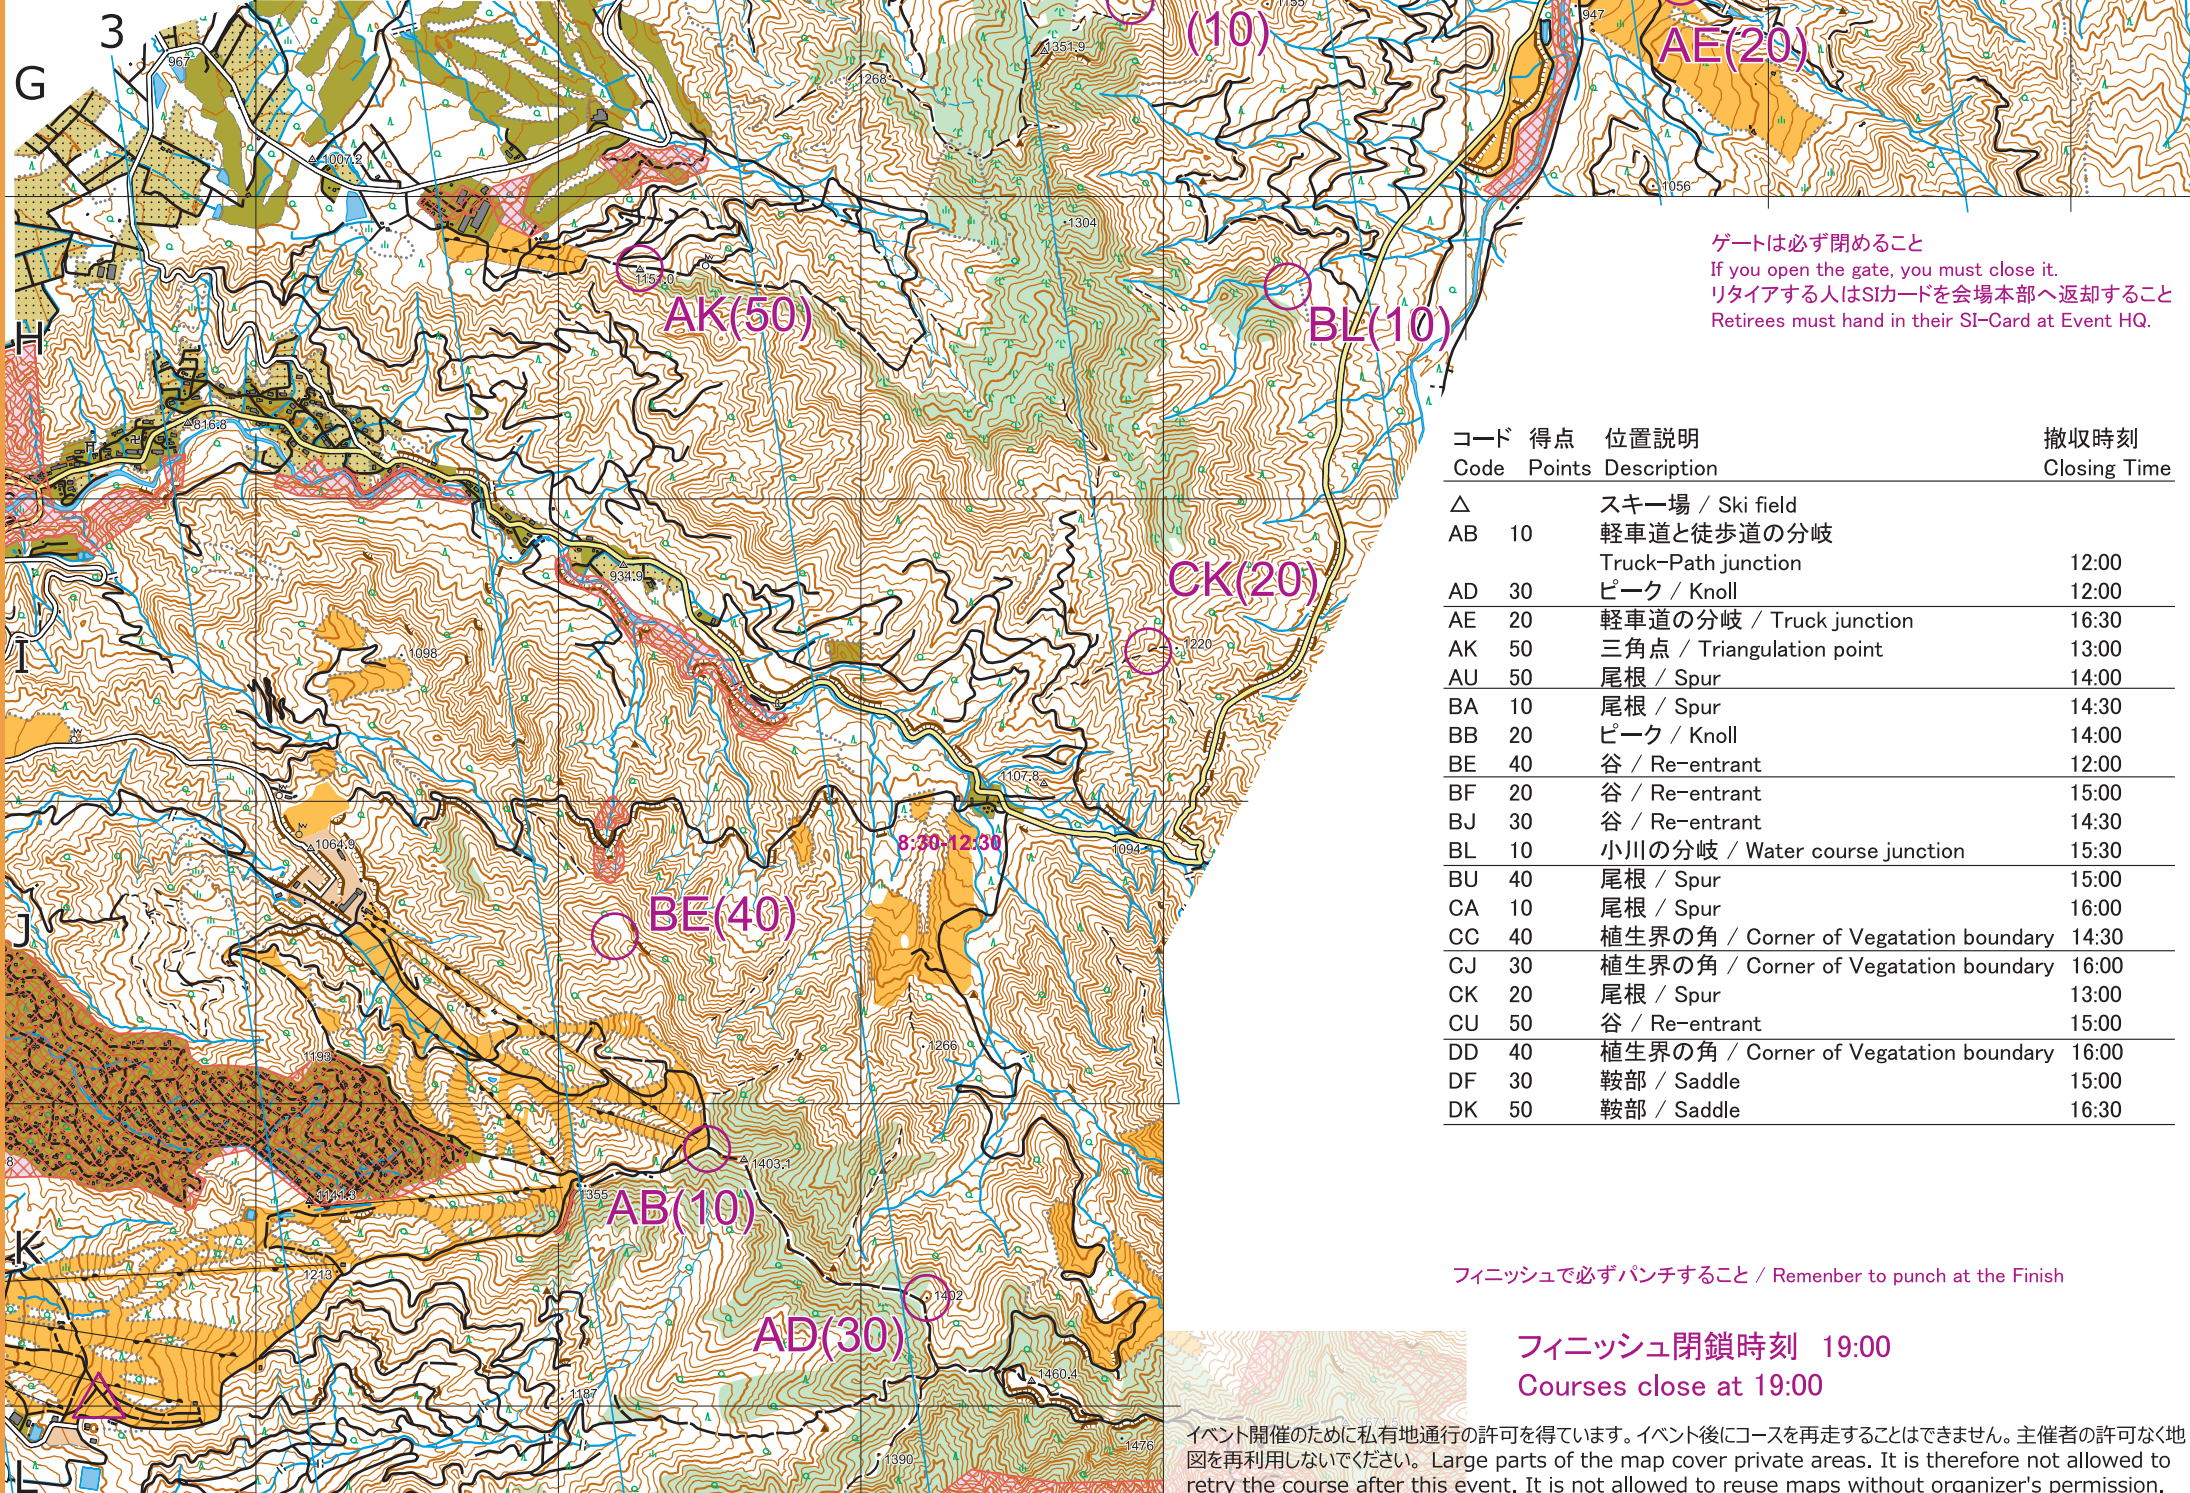 3
G
967
1007.2
1268
1351.9
1155
(10)
947
AE(20)
1056
1304
1151.0
AK(50)
BL(10)
ゲートは必ず閉めること
If you open the gate, you must close it.
リタイアする人はSIカードを会場本部へ返却すること
Retirees must hand in their SI-Card at Event HQ.
H
816.8
934.9
CK(20)
1220
I
1098
1107.8
1094
1064.9
8:30-12:30
BE(40)
J
1266
1193
1141.3
1403.1
1355
AB(10)
K
1213
1402
AD(30)
1187
1460.4
1476
1390
L
コード 得点 位置説明 撤収時刻
Code Points Description Closing Time
△ スキー場 / Ski field
AB 10 軽車道と徒歩道の分岐
Truck-Path junction 12:00
AD 30 ピーク / Knoll 12:00
AE 20 軽車道の分岐 / Truck junction 16:30
AK 50 三角点 / Triangulation point 13:00
AU 50 尾根 / Spur 14:00
BA 10 尾根 / Spur 14:30
BB 20 ピーク / Knoll 14:00
BE 40 谷 / Re-entrant 12:00
BF 20 谷 / Re-entrant 15:00
BJ 30 谷 / Re-entrant 14:30
BL 10 小川の分岐 / Water course junction 15:30
BU 40 尾根 / Spur 15:00
CA 10 尾根 / Spur 16:00
CC 40 植生界の角 / Corner of Vegatation boundary 14:30
CJ 30 植生界の角 / Corner of Vegatation boundary 16:00
CK 20 尾根 / Spur 13:00
CU 50 谷 / Re-entrant 15:00
DD 40 植生界の角 / Corner of Vegatation boundary 16:00
DF 30 鞍部 / Saddle 15:00
DK 50 鞍部 / Saddle 16:30
フィニッシュで必ずパンチすること / Remenber to punch at the Finish
フィニッシュ閉鎖時刻 19:00
Courses close at 19:00
イベント開催のために私有地通行の許可を得ています。イベント後にコースを再走することはできません。主催者の許可なく地
図を再利用しないでください。 Large parts of the map cover private areas. It is therefore not allowed to
retry the course after this event. It is not allowed to reuse maps without organizer's permission.